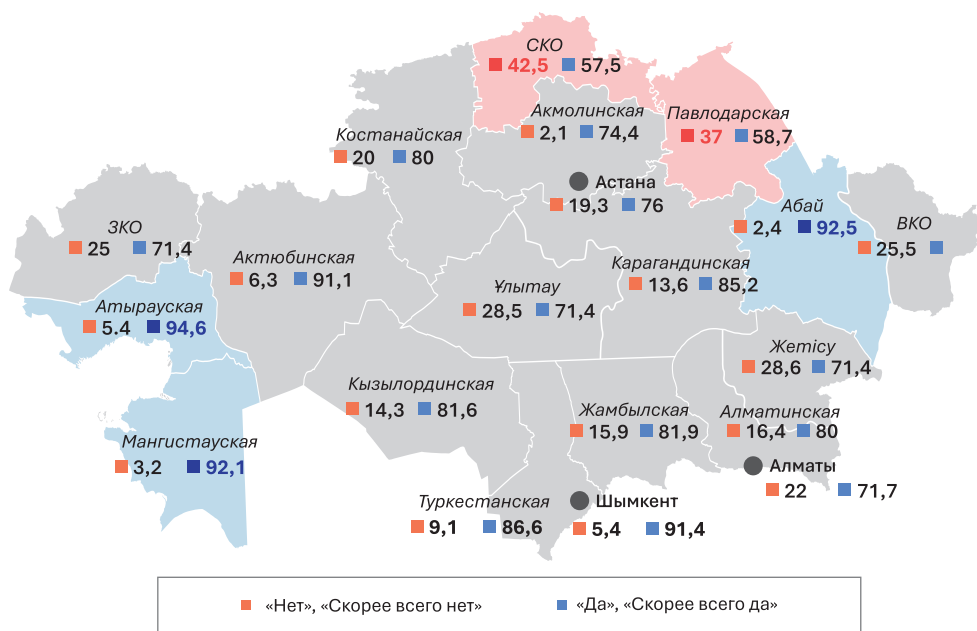 СКО
42,5 57,5
Акмолинская
2,1 74,4
Павлодарская
37 58,7
Костанайская
20 80
Астана
19,3 76
Абай
2,4 92,5
ВКО
25,5
ЗКО
25 71,4
Актюбинская
6,3 91,1
Карагандинская
13,6 85,2
Ұлытау
28,5 71,4
Атырауская
5.4 94,6
Жетісу
28,6 71,4
Кызылординская
14,3 81,6
Жамбылская
15,9 81,9
Алматинская
16,4 80
Мангистауская
3,2 92,1
Алматы
22 71,7
Туркестанская
9,1 86,6
Шымкент
5,4 91,4
«Нет», «Скорее всего нет» «Да», «Скорее всего да»